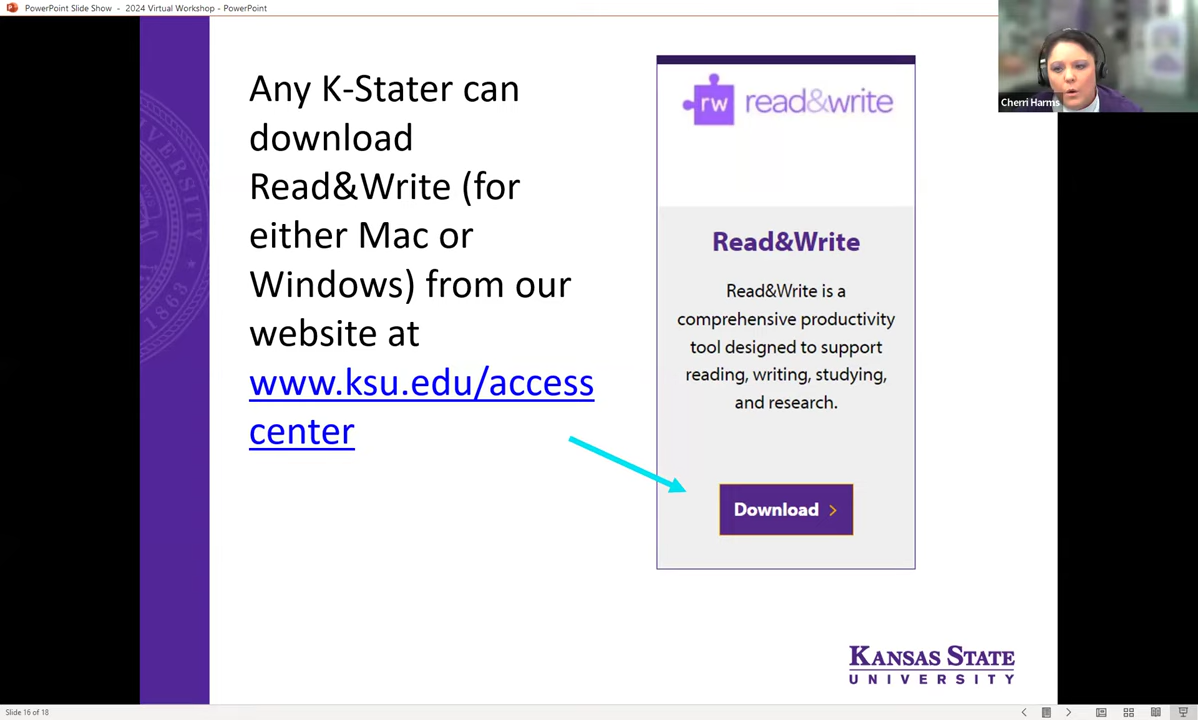 PowerPoint Slide Show - 2024 Virtual Workshop - PowerPoint
Cherri Harms
Any K-Stater can
download
Read&Write (for
either Mac or
Windows) from our
website at
www.ksu.edu/access
center
rw read&write
Read&Write
Read&Write is a
comprehensive productivity
tool designed to support
reading, writing, studying,
and research.
Download >
KANSAS STATE
UNIVERSITY
1863
Slide 16 of 18